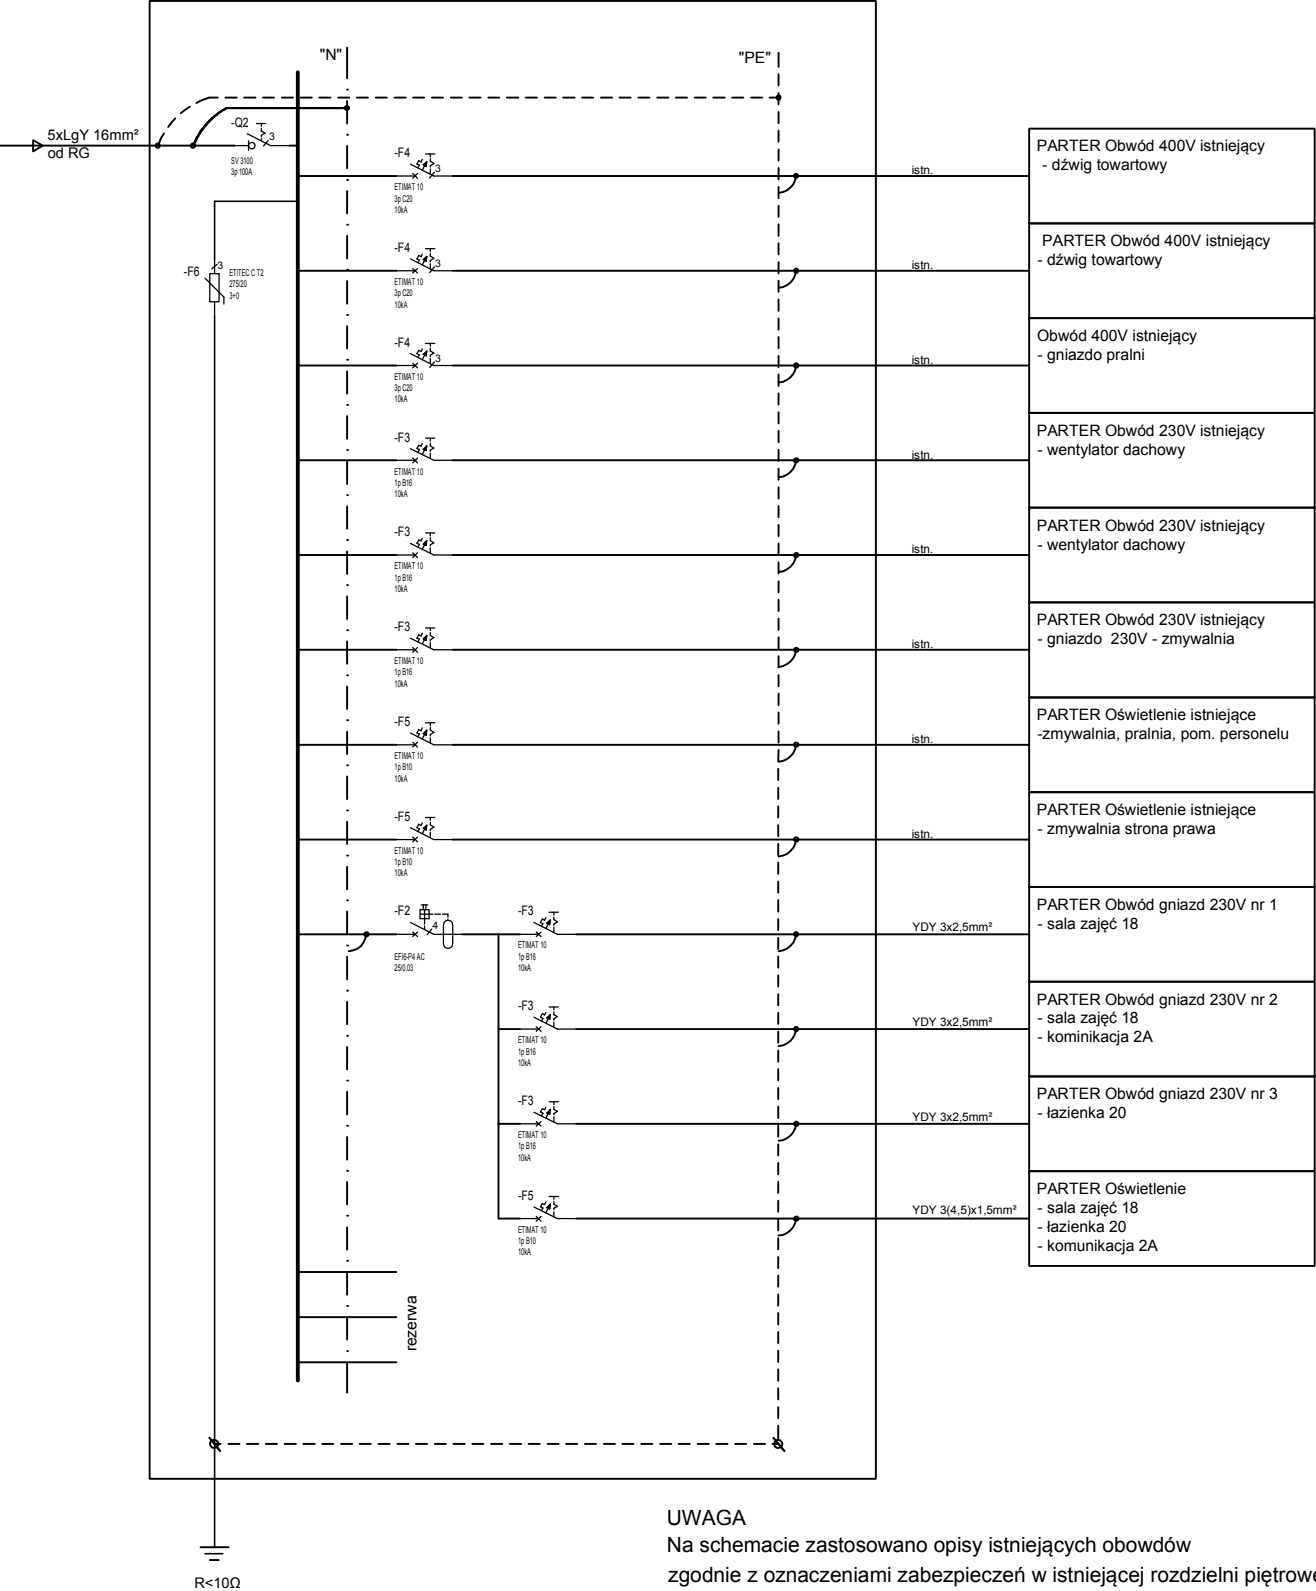 "N"
"PE"
5xLgY 16mm²
od RG
-Q2
3
SV 3100
3p 100A
-F6
3
ETITEC C T2
275/20
3+0
-F4
3
ETIMAT 10
3p C20
10kA
istn.
PARTER Obwód 400V istniejący
- dźwig towartowy
-F4
3
ETIMAT 10
3p C20
10kA
istn.
PARTER Obwód 400V istniejący
- dźwig towartowy
-F4
3
ETIMAT 10
3p C20
10kA
istn.
Obwód 400V istniejący
- gniazdo pralni
-F3
ETIMAT 10
1p B16
10kA
istn.
PARTER Obwód 230V istniejący
- wentylator dachowy
-F3
ETIMAT 10
1p B16
10kA
istn.
PARTER Obwód 230V istniejący
- wentylator dachowy
-F3
ETIMAT 10
1p B16
10kA
istn.
PARTER Obwód 230V istniejący
- gniazdo 230V - zmywalnia
-F5
ETIMAT 10
1p B10
10kA
istn.
PARTER Oświetlenie istniejące
-zmywalnia, pralnia, pom. personelu
-F5
ETIMAT 10
1p B10
10kA
istn.
PARTER Oświetlenie istniejące
- zmywalnia strona prawa
-F2
4
EFI6-P4 AC
25/0.03
-F3
ETIMAT 10
1p B16
10kA
YDY 3x2,5mm²
PARTER Obwód gniazd 230V nr 1
- sala zajęć 18
-F3
ETIMAT 10
1p B16
10kA
YDY 3x2,5mm²
PARTER Obwód gniazd 230V nr 2
- sala zajęć 18
- kominikacja 2A
-F3
ETIMAT 10
1p B16
10kA
YDY 3x2,5mm²
PARTER Obwód gniazd 230V nr 3
- łazienka 20
-F5
ETIMAT 10
1p B10
10kA
YDY 3(4,5)x1,5mm²
PARTER Oświetlenie
- sala zajęć 18
- łazienka 20
- komunikacja 2A
rezerwa
R<10Ω
UWAGA
Na schemacie zastosowano opisy istniejących obowdów
zgodnie z oznaczeniami zabezpieczeń w istniejącej rozdzielni piętrowe